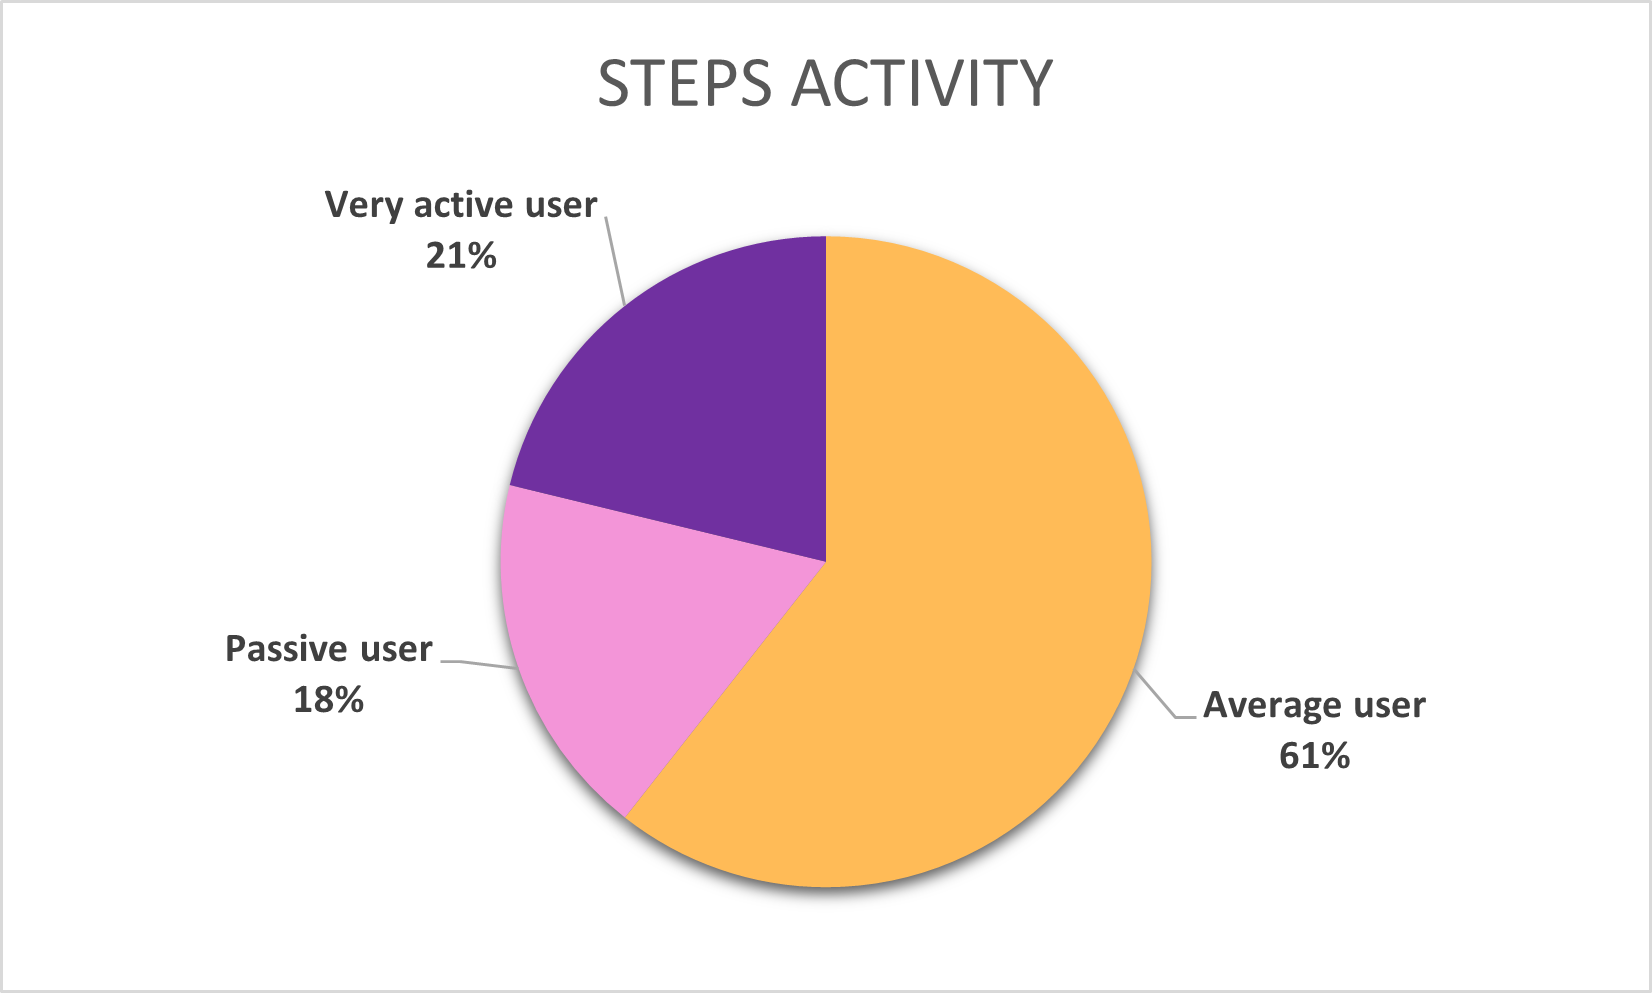 STEPS ACTIVITY
Very active user
21%
Passive user
18%
Average user
61%